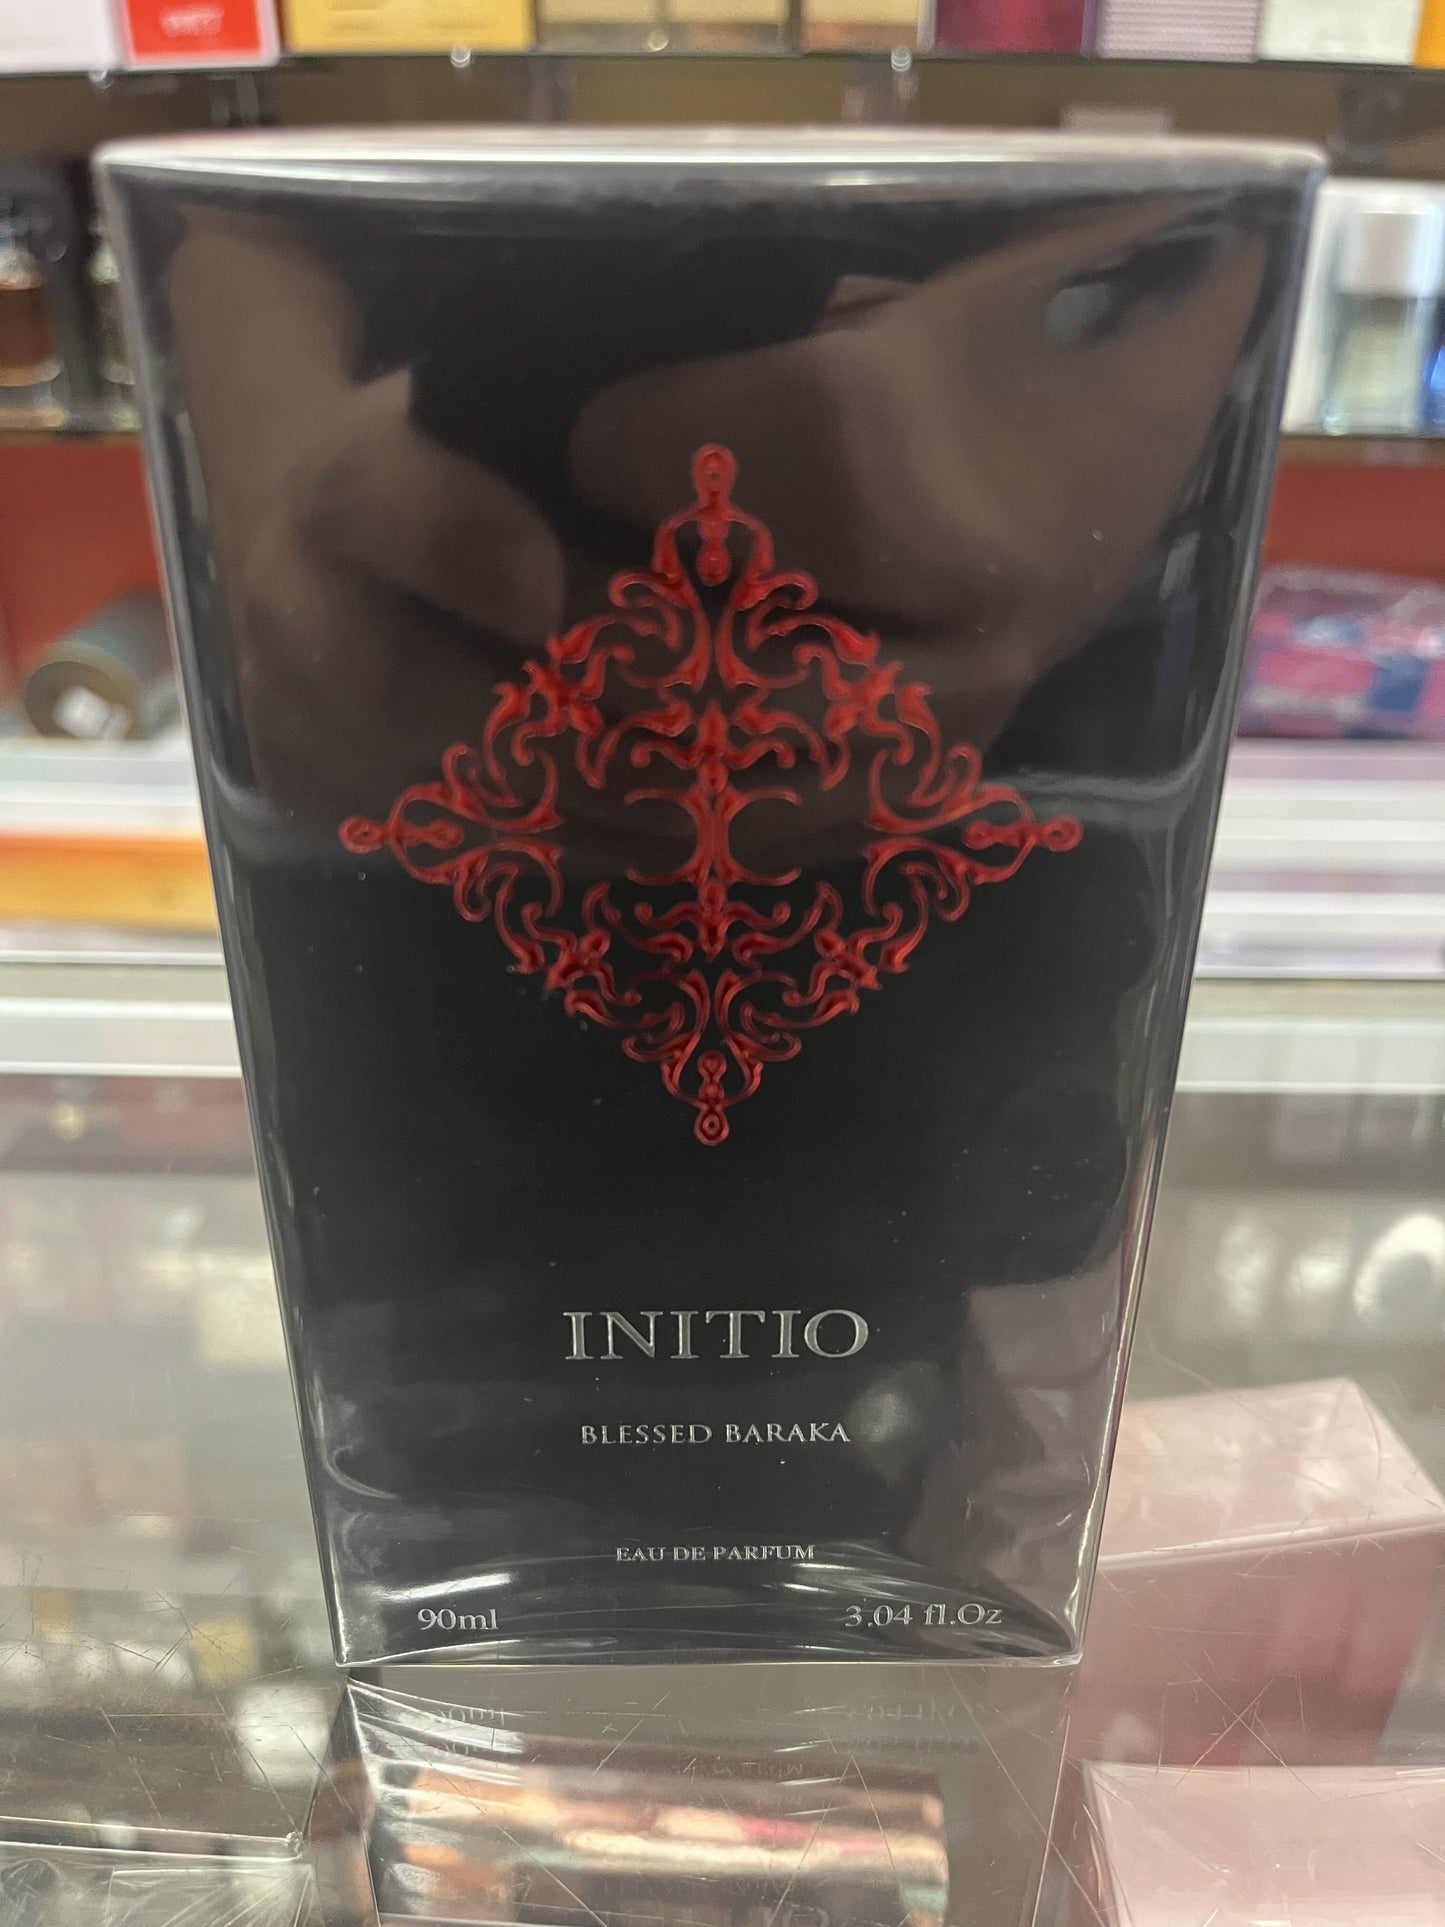 INITIO
BLESSED BARAKA
EAU DE PARFUM
90ml
3.04 fl.Oz